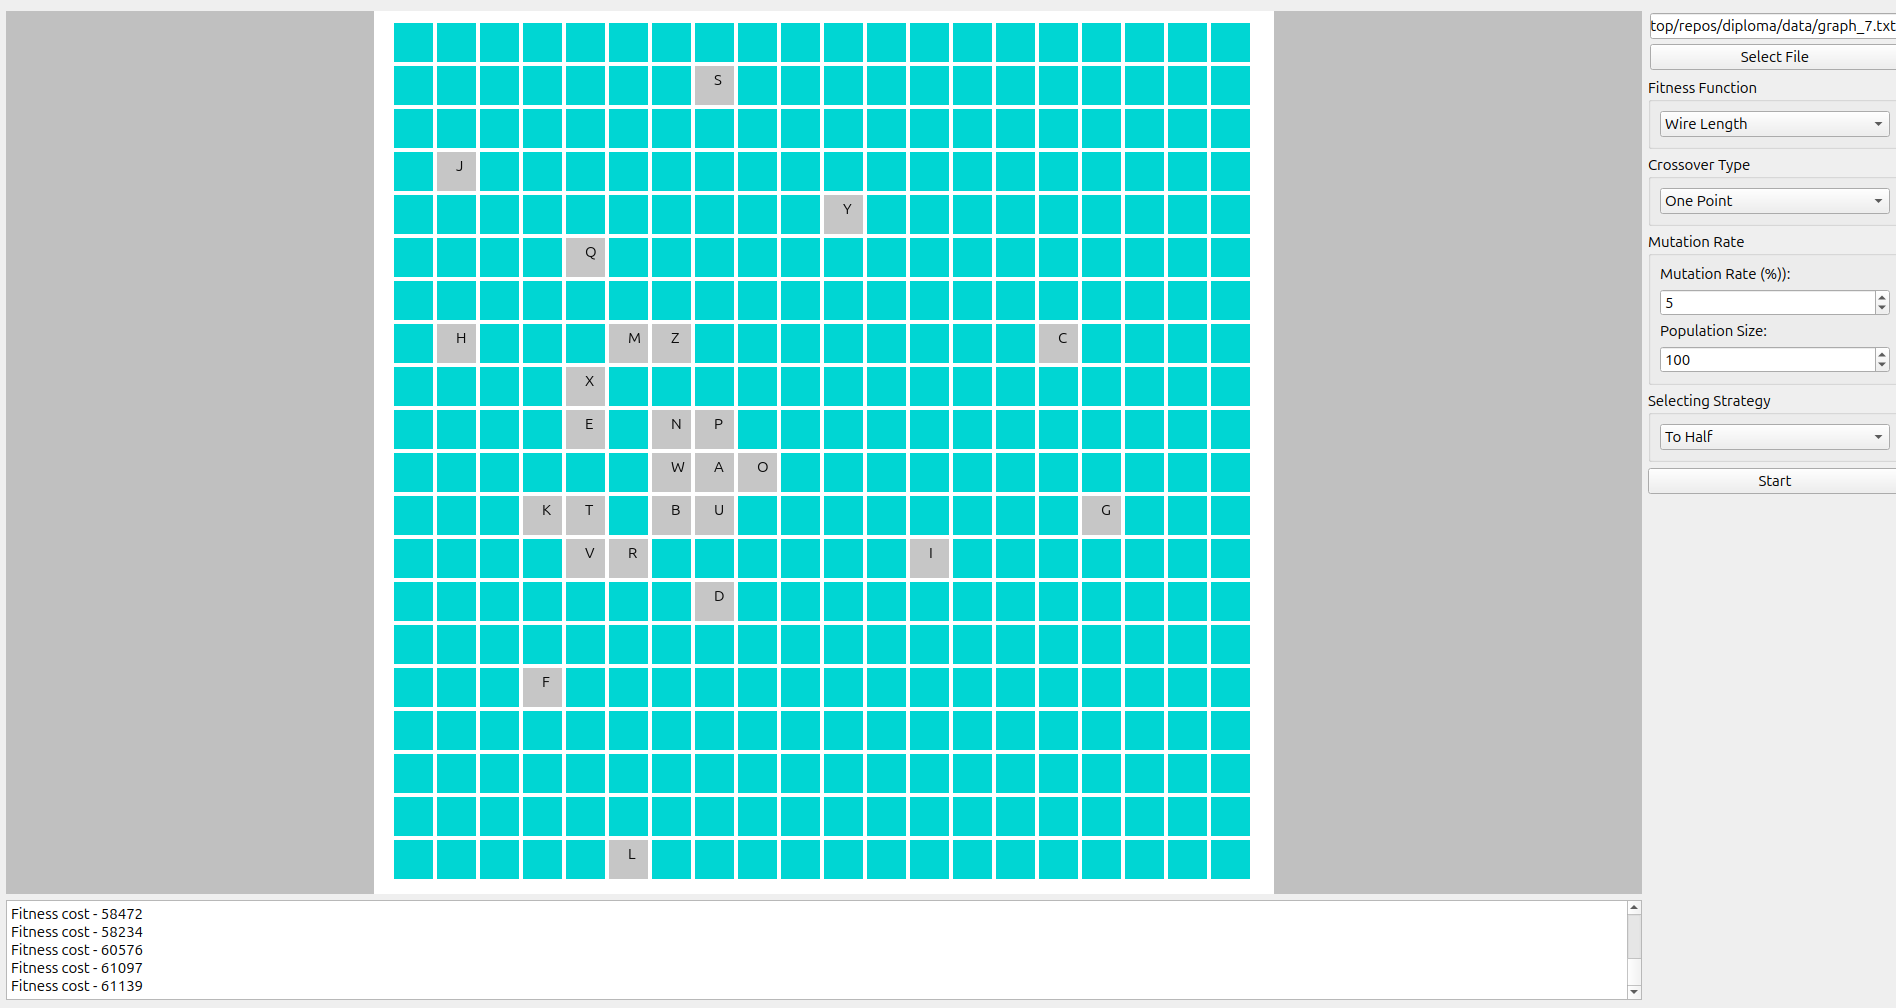 top/repos/diploma/data/graph_7.txt
Select File
Fitness Function
Wire Length
Crossover Type
One Point
Mutation Rate
Mutation Rate (%)):
5
Population Size:
100
Selecting Strategy
To Half
Start
S
J
Y
Q
H M Z C
X
E N P
W A O
K T B U G
V R I
D
F
L
Fitness cost - 58472
Fitness cost - 58234
Fitness cost - 60576
Fitness cost - 61097
Fitness cost - 61139